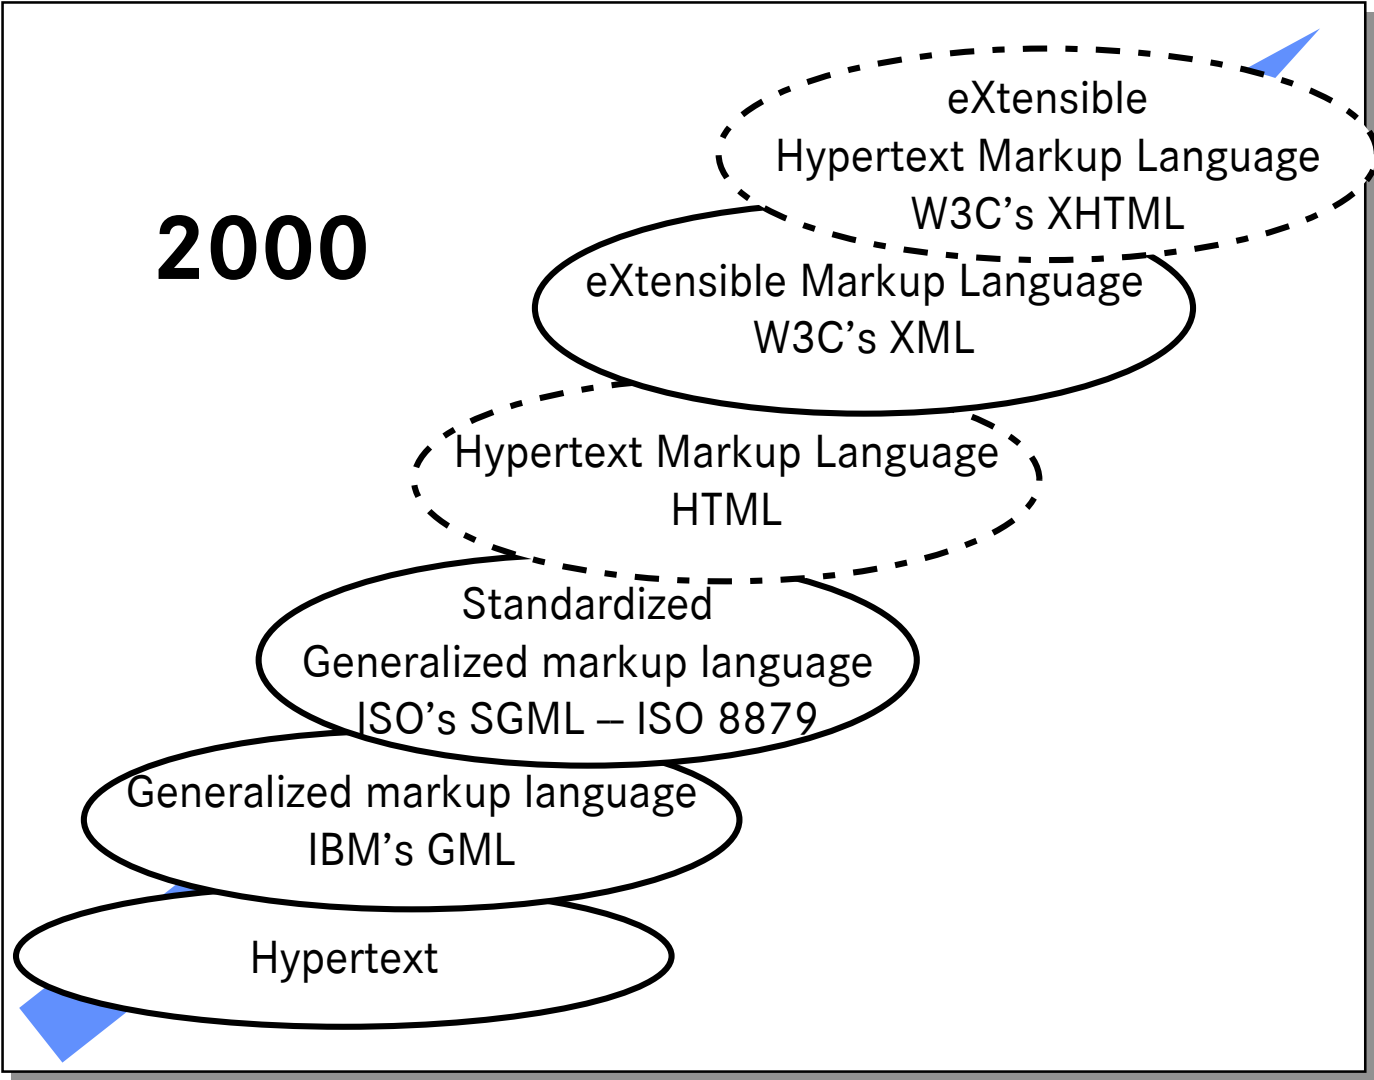 eXtensible
Hypertext Markup Language
W3C’s XHTML
2000
eXtensible Markup Language
W3C’s XML
Hypertext Markup Language
HTML
Standardized
Generalized markup language
ISO’s SGML – ISO 8879
Generalized markup language
IBM’s GML
Hypertext